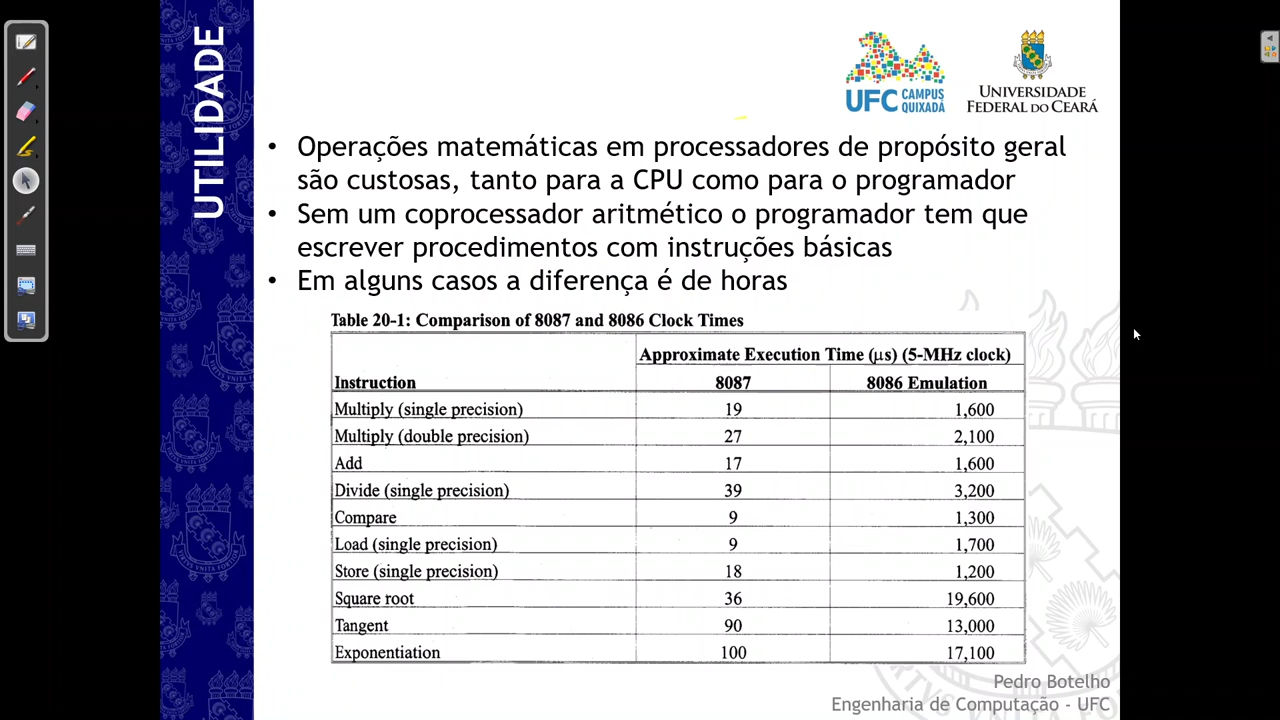 UTILIDADE
UFC CAMPUS QUIXADÁ
UNIVERSIDADE
FEDERAL DO CEARÁ
• Operações matemáticas em processadores de propósito geral
são custosas, tanto para a CPU como para o programador
• Sem um coprocessador aritmético o programador tem que
escrever procedimentos com instruções básicas
• Em alguns casos a diferença é de horas
Table 20-1: Comparison of 8087 and 8086 Clock Times
Approximate Execution Time (μs) (5-MHz clock)
Instruction 8087 8086 Emulation
Multiply (single precision) 19 1,600
Multiply (double precision) 27 2,100
Add 17 1,600
Divide (single precision) 39 3,200
Compare 9 1,300
Load (single precision) 9 1,700
Store (single precision) 18 1,200
Square root 36 19,600
Tangent 90 13,000
Exponentiation 100 17,100
Pedro Botelho
Engenharia de Computação - UFC